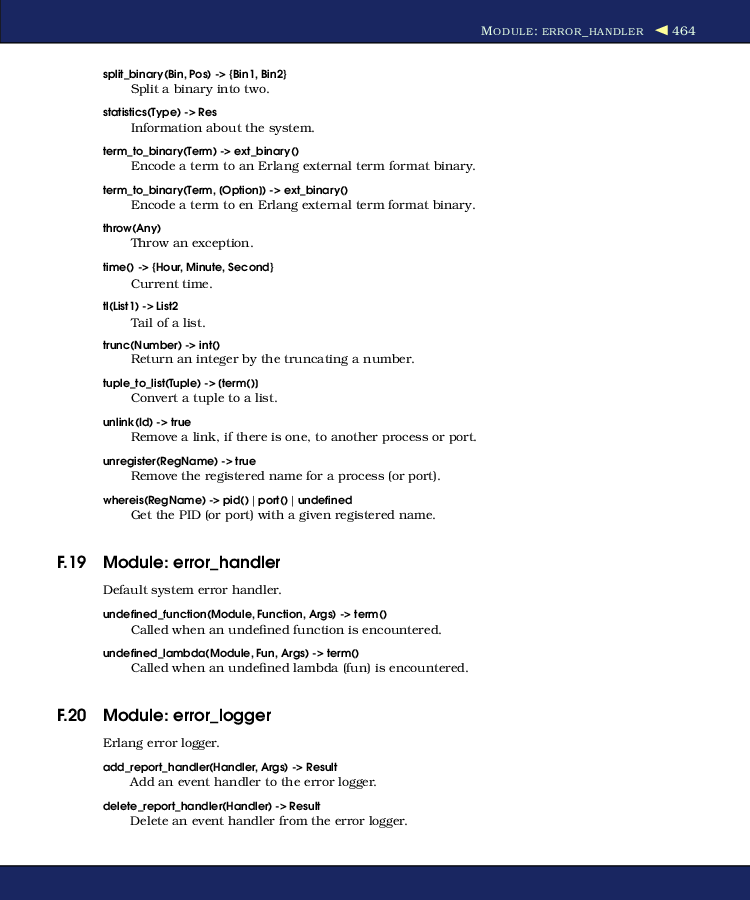 MODULE: ERROR_HANDLER ◄ 464
split_binary(Bin, Pos) -> {Bin1, Bin2}
Split a binary into two.
statistics(Type) -> Res
Information about the system.
term_to_binary(Term) -> ext_binary()
Encode a term to an Erlang external term format binary.
term_to_binary(Term, [Option]) -> ext_binary()
Encode a term to en Erlang external term format binary.
throw(Any)
Throw an exception.
time() -> {Hour, Minute, Second}
Current time.
tl(List1) -> List2
Tail of a list.
trunc(Number) -> int()
Return an integer by the truncating a number.
tuple_to_list(Tuple) -> [term()]
Convert a tuple to a list.
unlink(Id) -> true
Remove a link, if there is one, to another process or port.
unregister(RegName) -> true
Remove the registered name for a process (or port).
whereis(RegName) -> pid() | port() | undefined
Get the PID (or port) with a given registered name.
F.19 Module: error_handler
Default system error handler.
undefined_function(Module, Function, Args) -> term()
Called when an undefined function is encountered.
undefined_lambda(Module, Fun, Args) -> term()
Called when an undefined lambda (fun) is encountered.
F.20 Module: error_logger
Erlang error logger.
add_report_handler(Handler, Args) -> Result
Add an event handler to the error logger.
delete_report_handler(Handler) -> Result
Delete an event handler from the error logger.